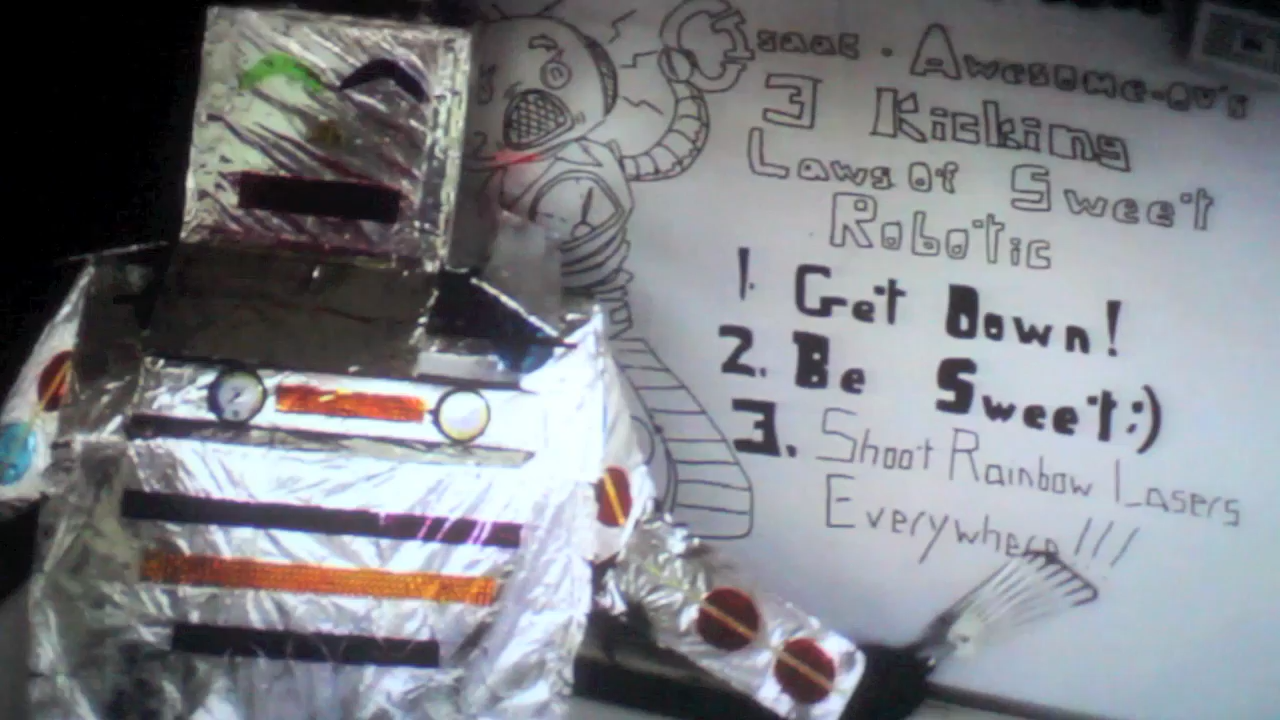 Isaac. Awesome-ov's
3 Kicking
Laws of Sweet
Robotic
1. Get Down!
2. Be Sweet:)
3. Shoot Rainbow Lasers
Everywhere!!!